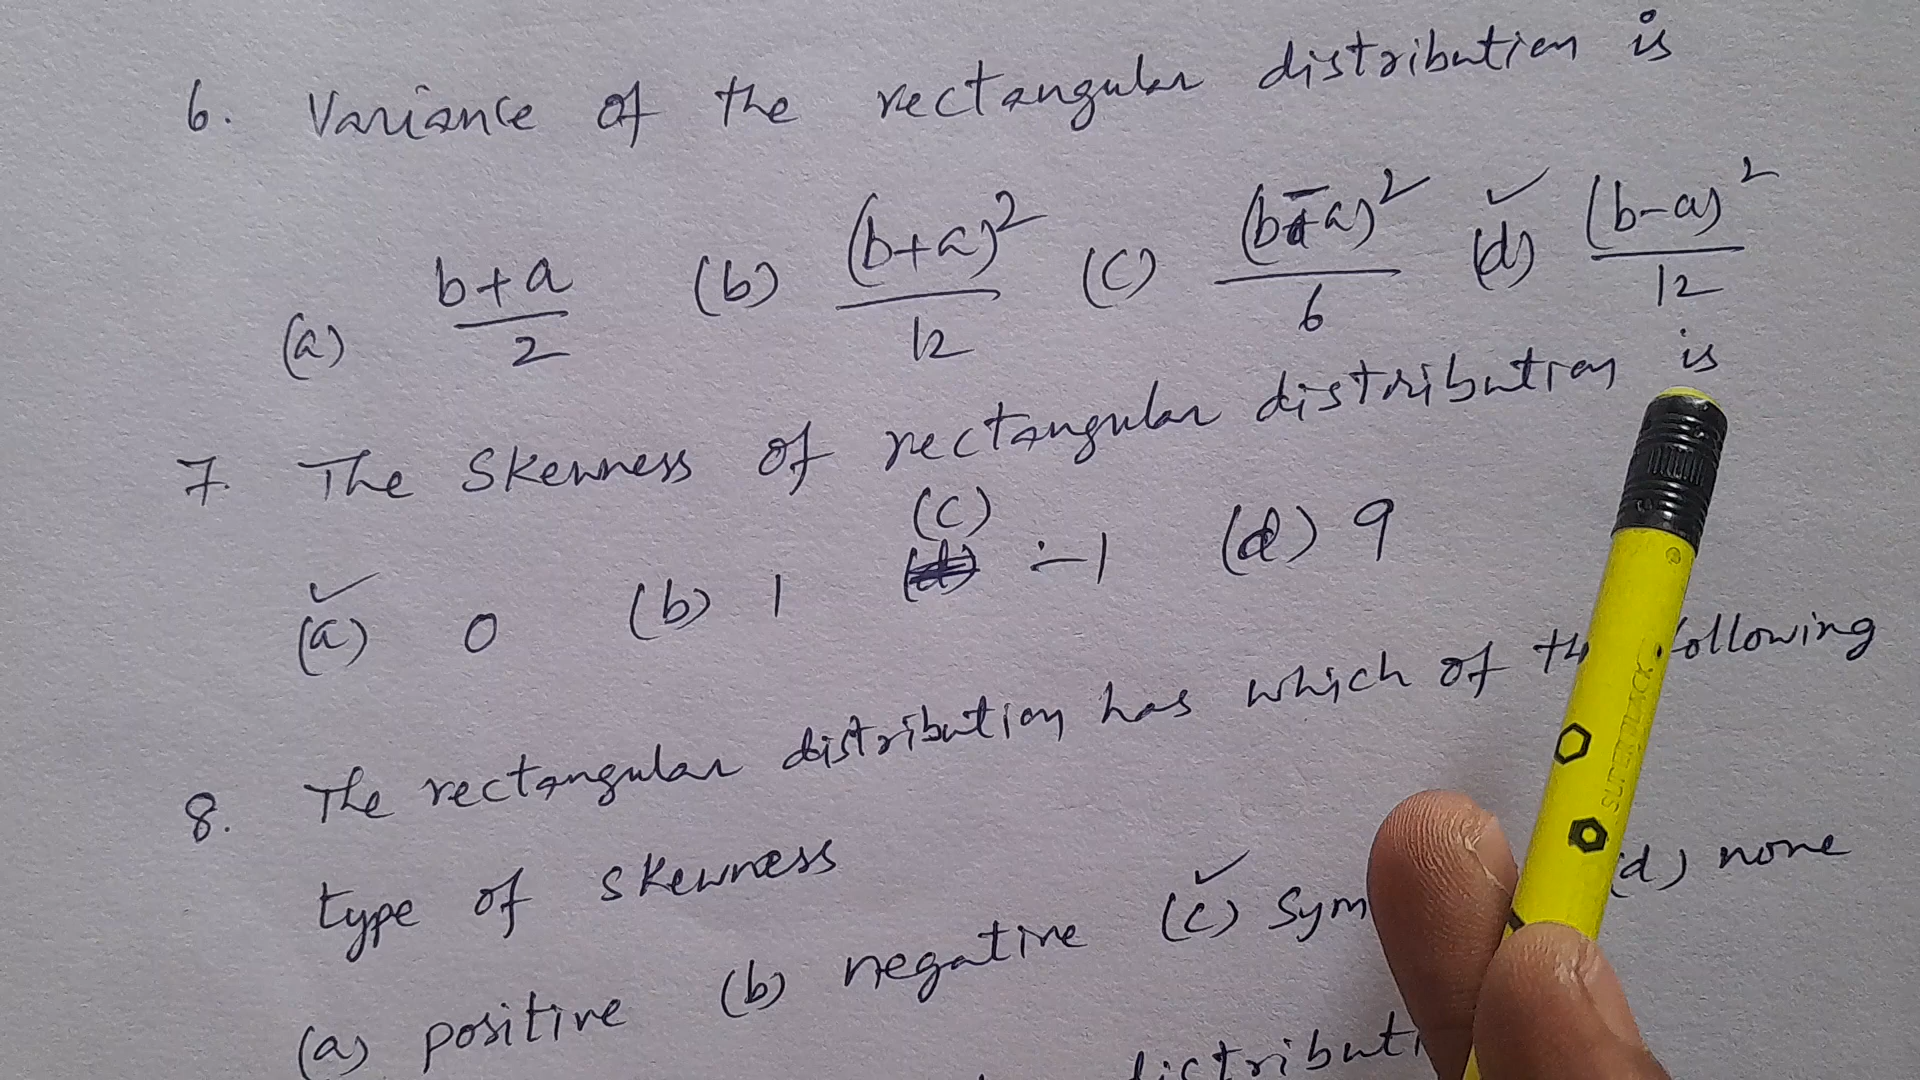 6. Variance of the rectangular distribution is
(a) b+a/2 (b) (b+a)²/12 (c) (b-a)²/6 ✓(d) (b-a)²/12
7. The Skewness of rectangular distribution is
✓(a) 0 (b) 1 (c) -1 (d) 9
8. The rectangular distribution has which of following
type of skewness
(a) positive (b) negative ✓(c) Sym (d) none